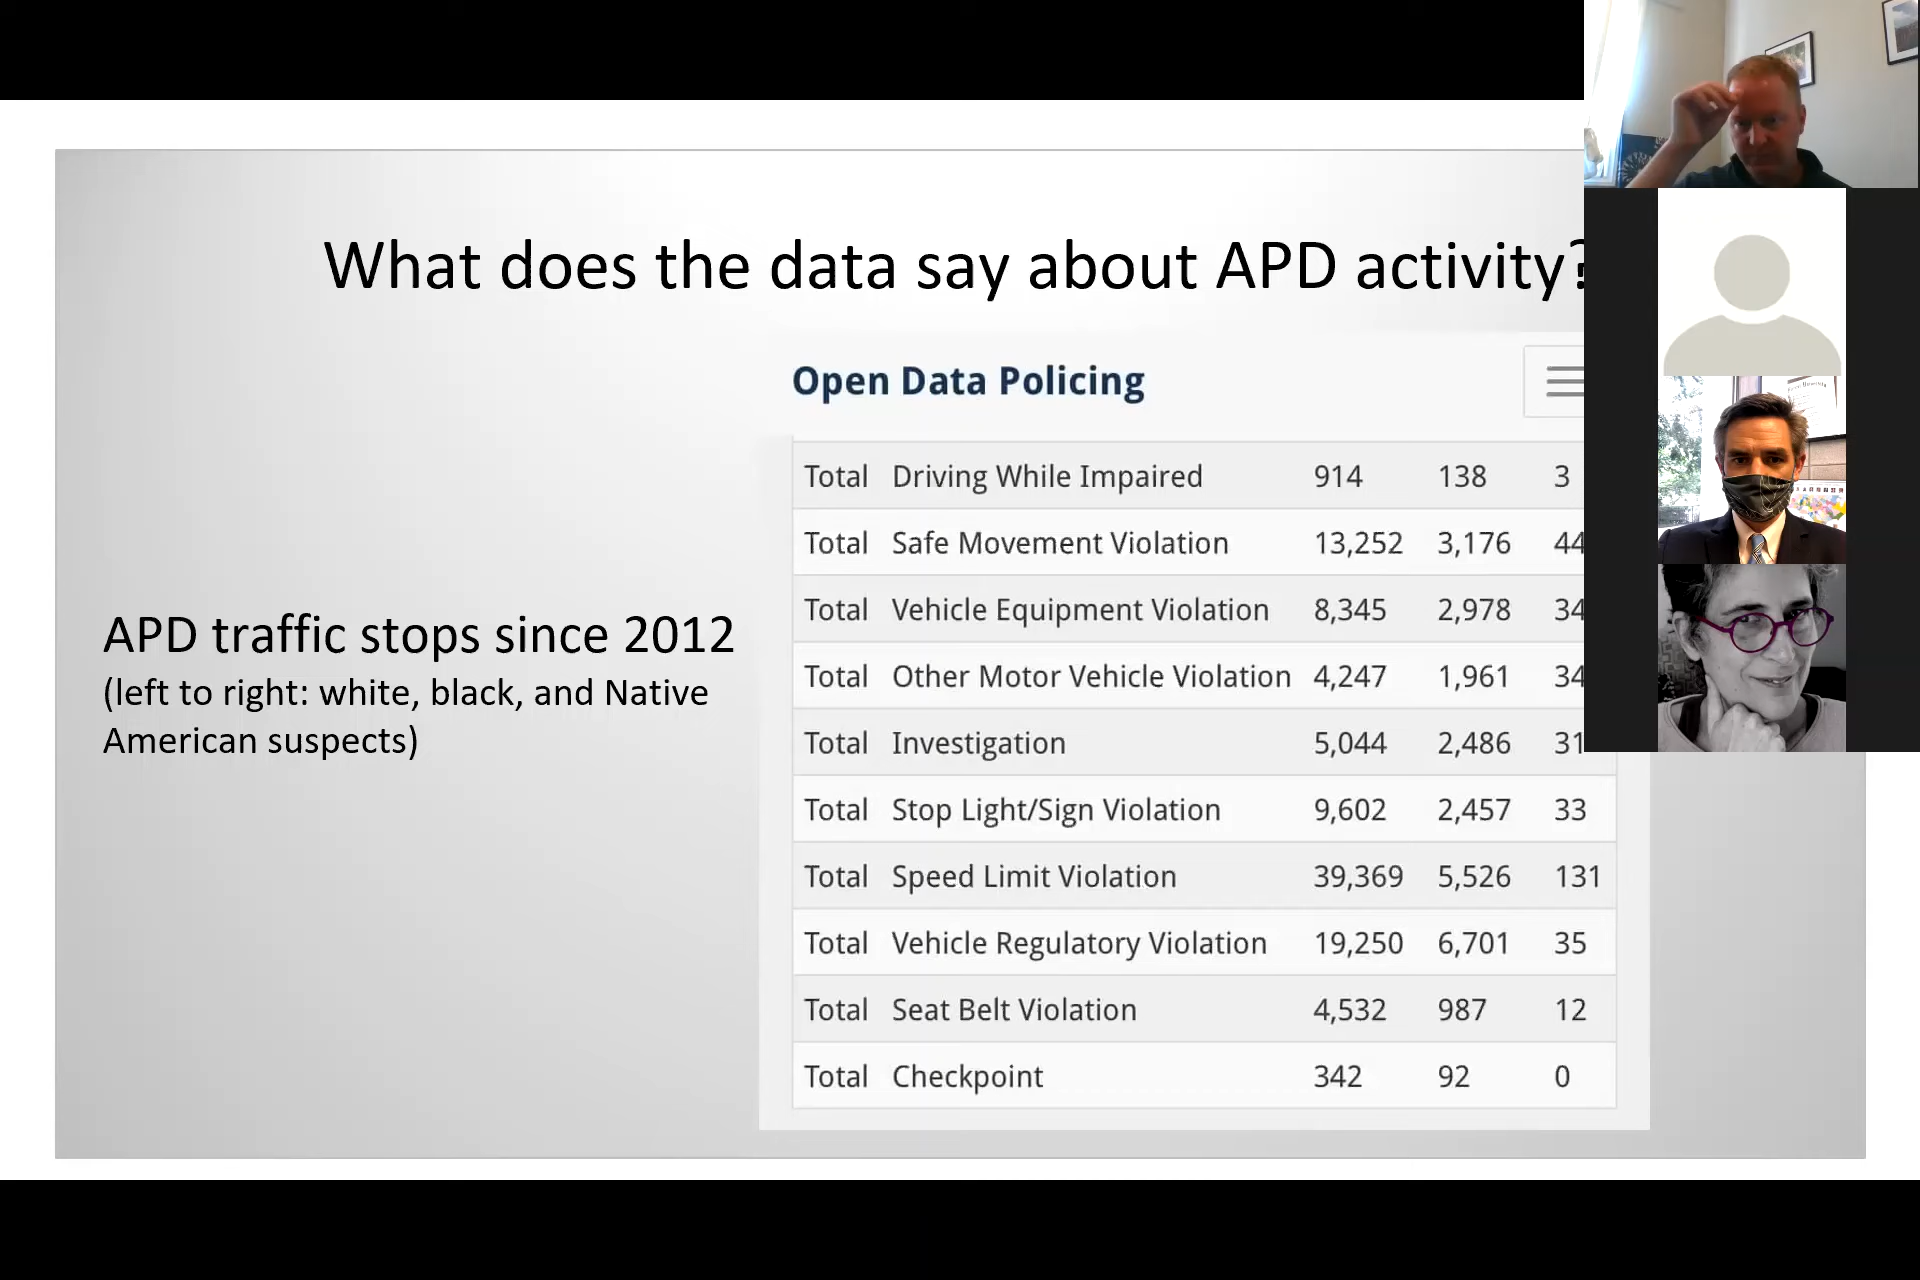 What does the data say about APD activity?
Open Data Policing
APD traffic stops since 2012
(left to right: white, black, and Native
American suspects)
Total Driving While Impaired 914 138 3
Total Safe Movement Violation 13,252 3,176 44
Total Vehicle Equipment Violation 8,345 2,978 34
Total Other Motor Vehicle Violation 4,247 1,961 34
Total Investigation 5,044 2,486 31
Total Stop Light/Sign Violation 9,602 2,457 33
Total Speed Limit Violation 39,369 5,526 131
Total Vehicle Regulatory Violation 19,250 6,701 35
Total Seat Belt Violation 4,532 987 12
Total Checkpoint 342 92 0